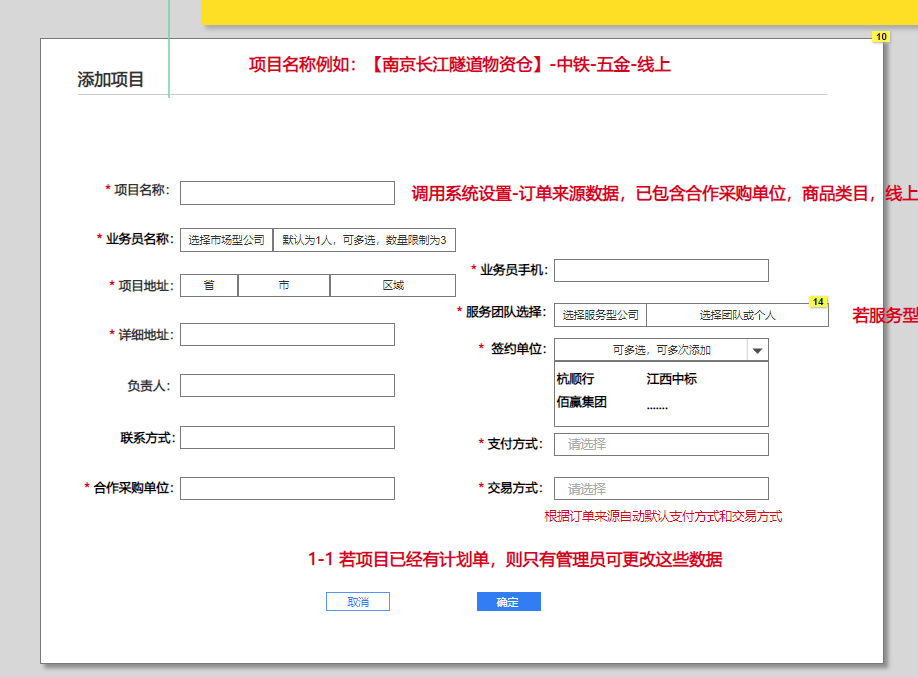 10
项目名称例如：【南京长江隧道物资仓】-中铁-五金-线上
添加项目
* 项目名称:
调用系统设置-订单来源数据，已包含合作采购单位，商品类目，线上
* 业务员名称: 选择市场型公司 默认为1人，可多选，数量限制为3
* 业务员手机:
* 项目地址: 省 市 区域
14
* 服务团队选择: 选择服务型公司 选择团队或个人
若服务型
* 详细地址:
* 签约单位: 可多选，可多次添加
杭顺行 江西中标
佰赢集团 .......
负责人:
联系方式:
* 支付方式: 请选择
* 合作采购单位:
* 交易方式: 请选择
根据订单来源自动默认支付方式和交易方式
1-1 若项目已经有计划单，则只有管理员可更改这些数据
取消 确定